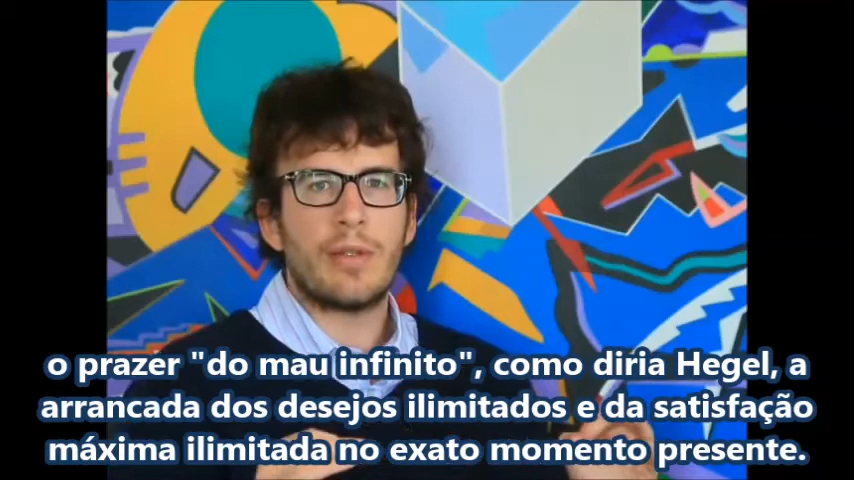 o prazer "do mau infinito", como diria Hegel, a
arrancada dos desejos ilimitados e da satisfação
máxima ilimitada no exato momento presente.